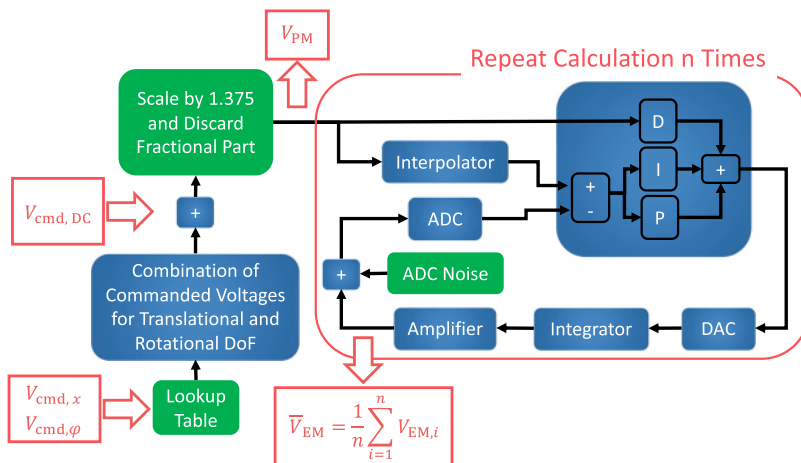 V_PM
Repeat Calculation n Times
Scale by 1.375
and Discard
Fractional Part
D
Interpolator
+
-
I
+
P
V_cmd, DC
+
ADC
+
ADC Noise
Combination of
Commanded Voltages
for Translational and
Rotational DoF
Amplifier
Integrator
DAC
V_cmd, x
V_cmd,φ
Lookup
Table
V̅_EM = 1/n ∑_{i=1}^{n} V_EM,i